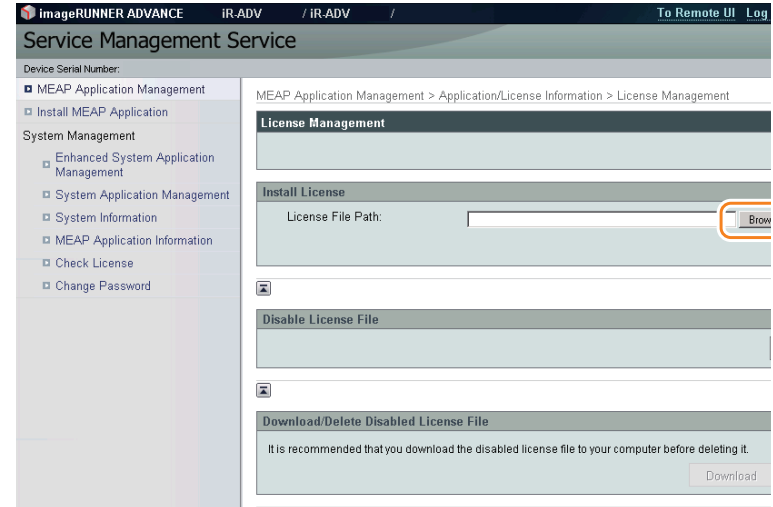 imageRUNNER ADVANCE iR-ADV / iR-ADV / To Remote UI Log
Service Management Service
Device Serial Number:
MEAP Application Management
Install MEAP Application
System Management
Enhanced System Application
Management
System Application Management
System Information
MEAP Application Information
Check License
Change Password
MEAP Application Management > Application/License Information > License Management
License Management
Install License
License File Path:
Brow
Disable License File
Download/Delete Disabled License File
It is recommended that you download the disabled license file to your computer before deleting it.
Download